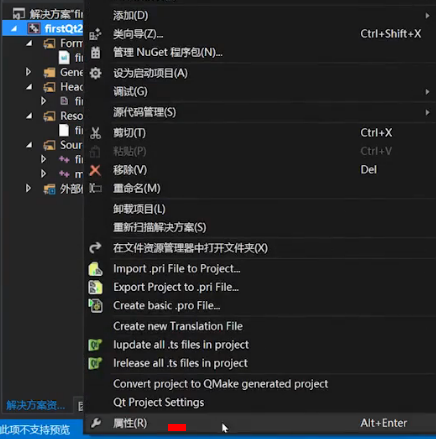 解决方案"fir
firstQt2
Form
fir
Gene
Head
fir
Reso
fir
Sour
fir
m
外部依
解决方案资...
此项不支持预览
添加(D)
类向导(Z)... Ctrl+Shift+X
管理 NuGet 程序包(N)...
设为启动项目(A)
调试(G)
源代码管理(S)
剪切(T) Ctrl+X
粘贴(P) Ctrl+V
移除(V) Del
重命名(M)
卸载项目(L)
重新扫描解决方案(S)
在文件资源管理器中打开文件夹(X)
Import .pri File to Project...
Export Project to .pri File...
Create basic .pro File...
Create new Translation File
lupdate all .ts files in project
lrelease all .ts files in project
Convert project to QMake generated project
Qt Project Settings
属性(R) Alt+Enter